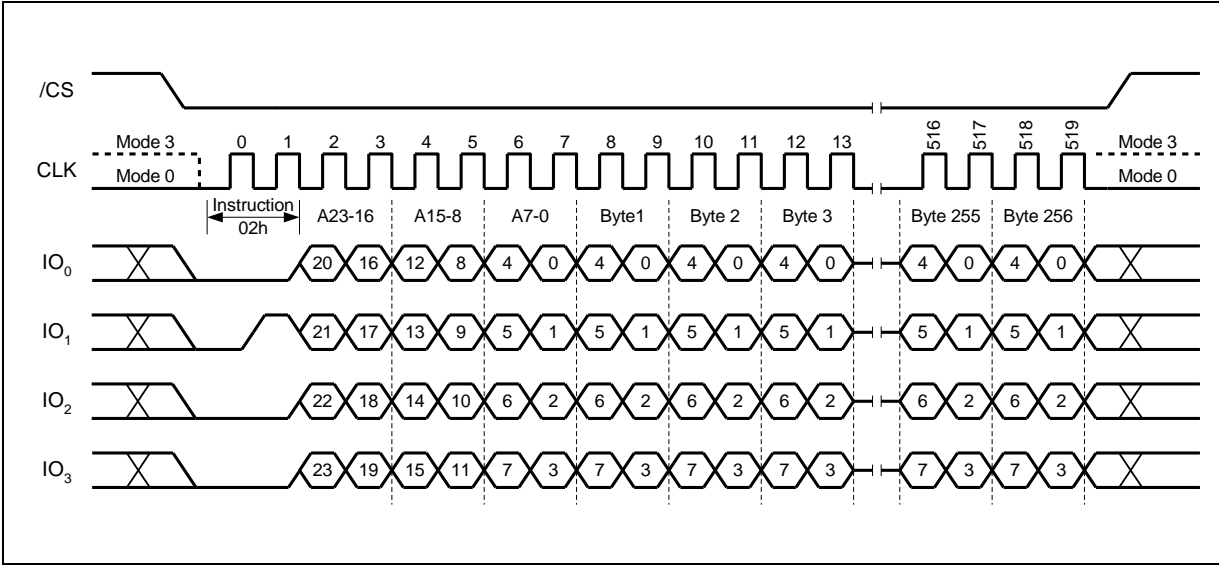 /CS
Mode 3 0 1 2 3 4 5 6 7 8 9 10 11 12 13 516 517 518 519 Mode 3
CLK
Mode 0 Mode 0
Instruction A23-16 A15-8 A7-0 Byte1 Byte 2 Byte 3 Byte 255 Byte 256
02h
IO0 20 16 12 8 4 0 4 0 4 0 4 0 4 0 4 0
IO1 21 17 13 9 5 1 5 1 5 1 5 1 5 1 5 1
IO2 22 18 14 10 6 2 6 2 6 2 6 2 6 2 6 2
IO3 23 19 15 11 7 3 7 3 7 3 7 3 7 3 7 3